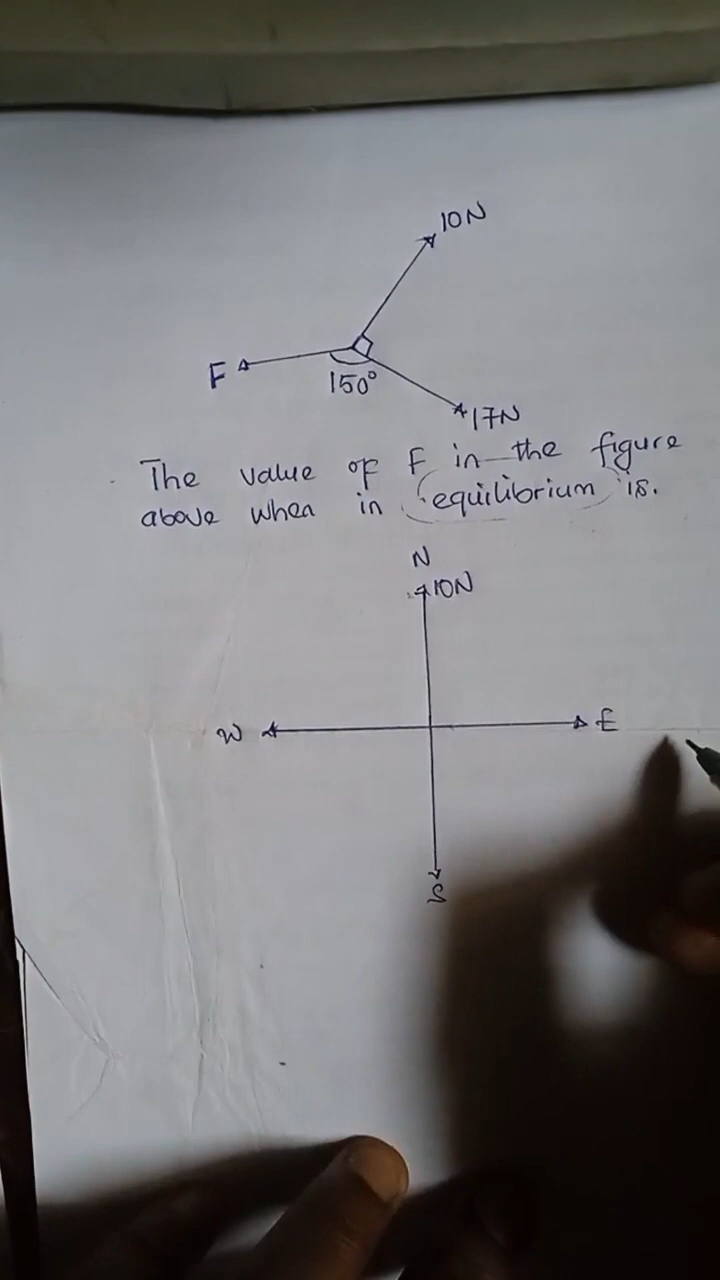 10N
F
150°
17N
The value of F in the figure
above when in equilibrium is.
N
10N
W
E
S